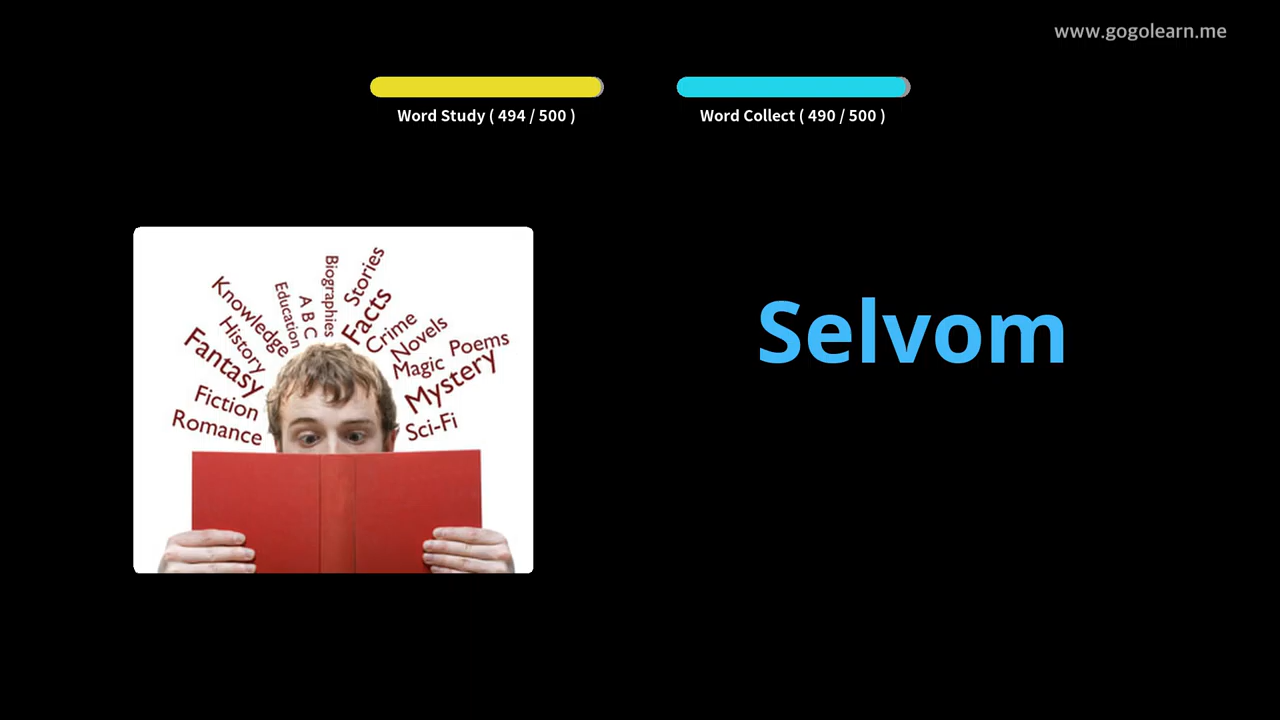 www.gogolearn.me
Word Study ( 494 / 500 )
Word Collect ( 490 / 500 )
Selvom
Biographies
Stories
Education
A B C
Facts
Knowledge
History
Crime
Novels
Poems
Fantasy
Magic
Mystery
Fiction
Romance
Sci-Fi